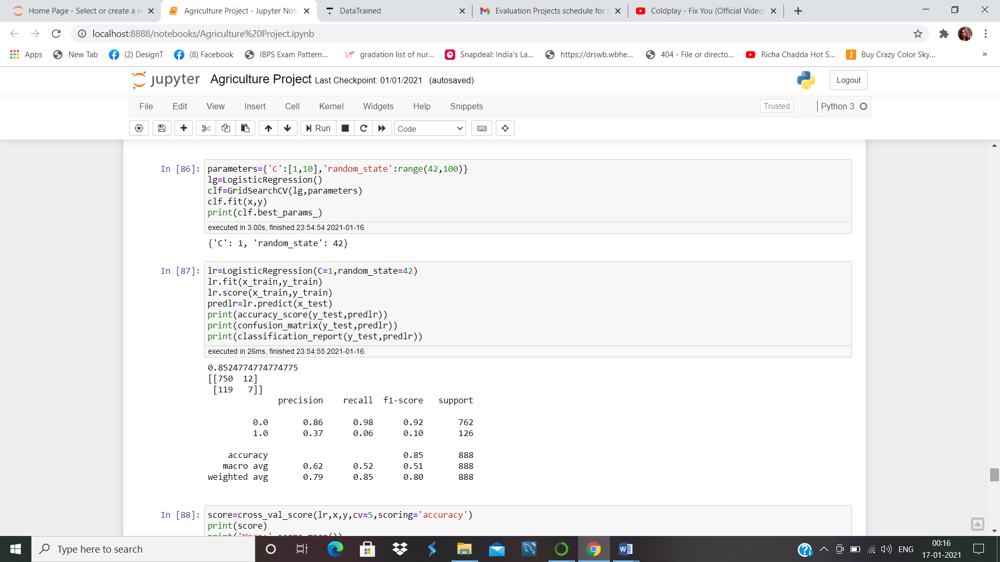 Home Page - Select or create a n
Agriculture Project - Jupyter Note
DataTrained
Evaluation Projects schedule for B
Coldplay - Fix You (Official Video)
localhost:8888/notebooks/Agriculture%20Project.ipynb
Apps
New Tab
(2) DesignT
(8) Facebook
IBPS Exam Pattern...
gradation list of nur...
Snapdeal: India's La...
https://drswb.wbhe...
404 - File or directo...
Richa Chadda Hot S...
Buy Crazy Color Sky...
»
jupyter Agriculture Project Last Checkpoint: 01/01/2021 (autosaved)
Logout
File Edit View Insert Cell Kernel Widgets Help Snippets
Trusted
Python 3
Run
Code
In [86]:
parameters={'C':[1,10],'random_state':range(42,100)}
lg=LogisticRegression()
clf=GridSearchCV(lg,parameters)
clf.fit(x,y)
print(clf.best_params_)
executed in 3.00s, finished 23:54:54 2021-01-16
{'C': 1, 'random_state': 42}
In [87]:
lr=LogisticRegression(C=1,random_state=42)
lr.fit(x_train,y_train)
lr.score(x_train,y_train)
predlr=lr.predict(x_test)
print(accuracy_score(y_test,predlr))
print(confusion_matrix(y_test,predlr))
print(classification_report(y_test,predlr))
executed in 26ms, finished 23:54:55 2021-01-16
0.8524774774774775
[[750  12]
 [119   7]]
precision recall f1-score support
0.0 0.86 0.98 0.92 762
1.0 0.37 0.06 0.10 126
accuracy 0.85 888
macro avg 0.62 0.52 0.51 888
weighted avg 0.79 0.85 0.80 888
In [88]:
score=cross_val_score(lr,x,y,cv=5,scoring='accuracy')
print(score)
print('Mean:',score.mean())
Type here to search
ENG
00:16
17-01-2021